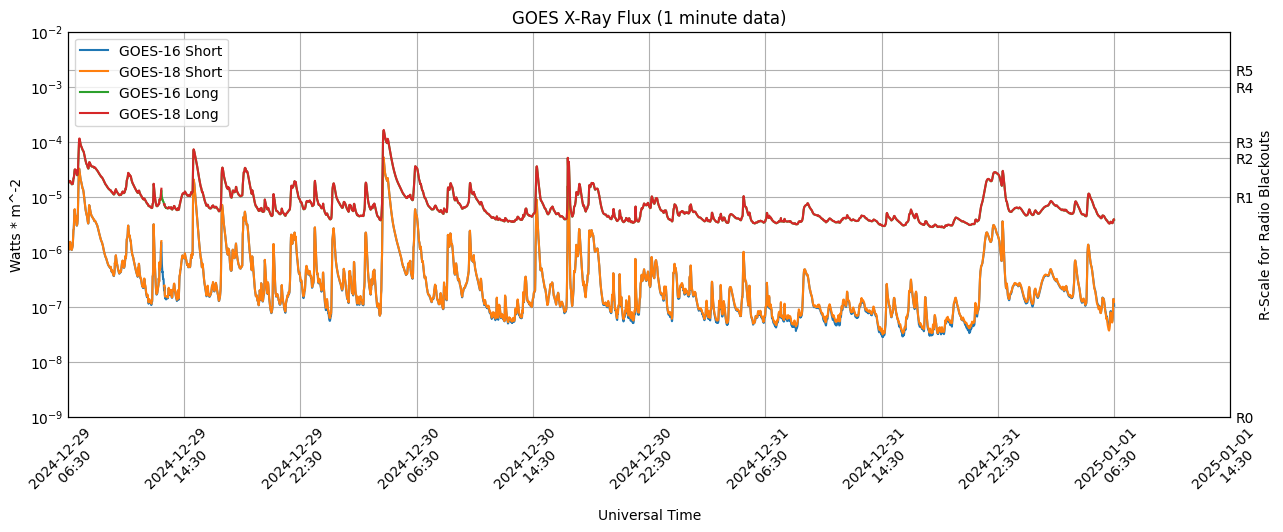 GOES X-Ray Flux (1 minute data)
GOES-16 Short
GOES-18 Short
GOES-16 Long
GOES-18 Long
Watts * m^-2
10^-2
10^-3
10^-4
10^-5
10^-6
10^-7
10^-8
10^-9
R5
R4
R3
R2
R1
R0
R-Scale for Radio Blackouts
2024-12-29
06:30
2024-12-29
14:30
2024-12-29
22:30
2024-12-30
06:30
2024-12-30
14:30
2024-12-30
22:30
2024-12-31
06:30
2024-12-31
14:30
2024-12-31
22:30
2025-01-01
06:30
2025-01-01
14:30
Universal Time